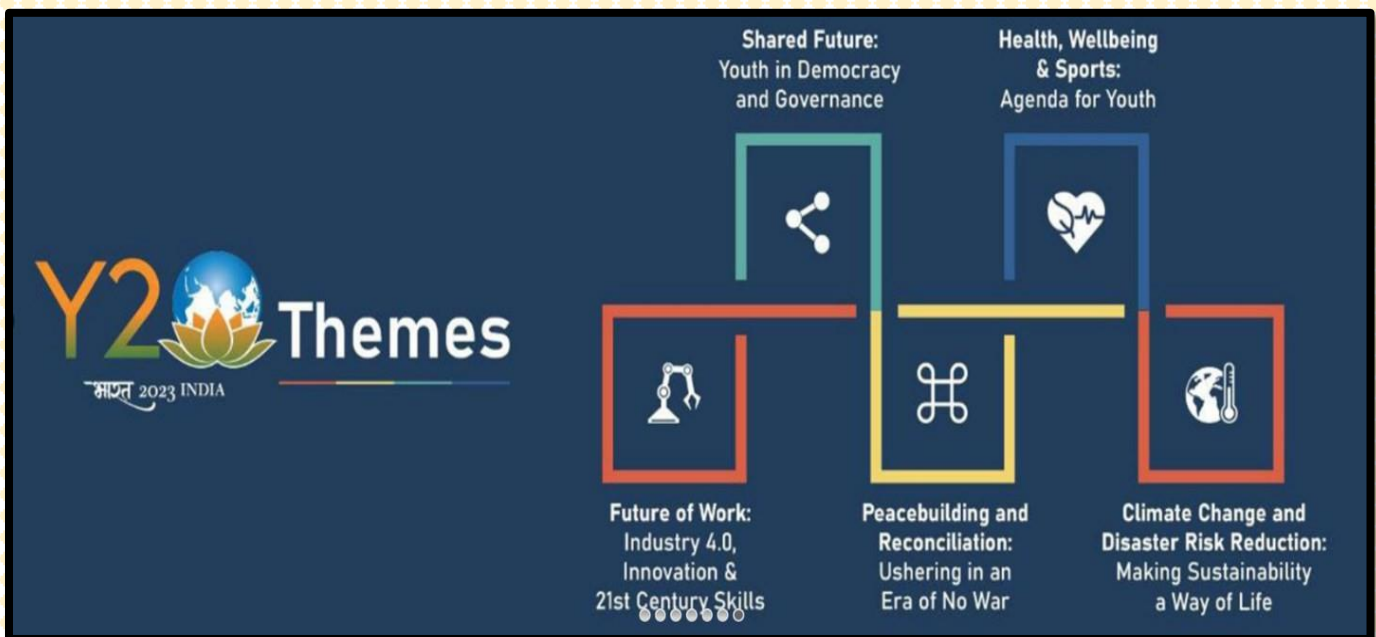 Y20
भारत 2023 INDIA
Themes
Shared Future:
Youth in Democracy
and Governance
Health, Wellbeing
& Sports:
Agenda for Youth
Future of Work:
Industry 4.0,
Innovation &
21st Century Skills
Peacebuilding and
Reconciliation:
Ushering in an
Era of No War
Climate Change and
Disaster Risk Reduction:
Making Sustainability
a Way of Life